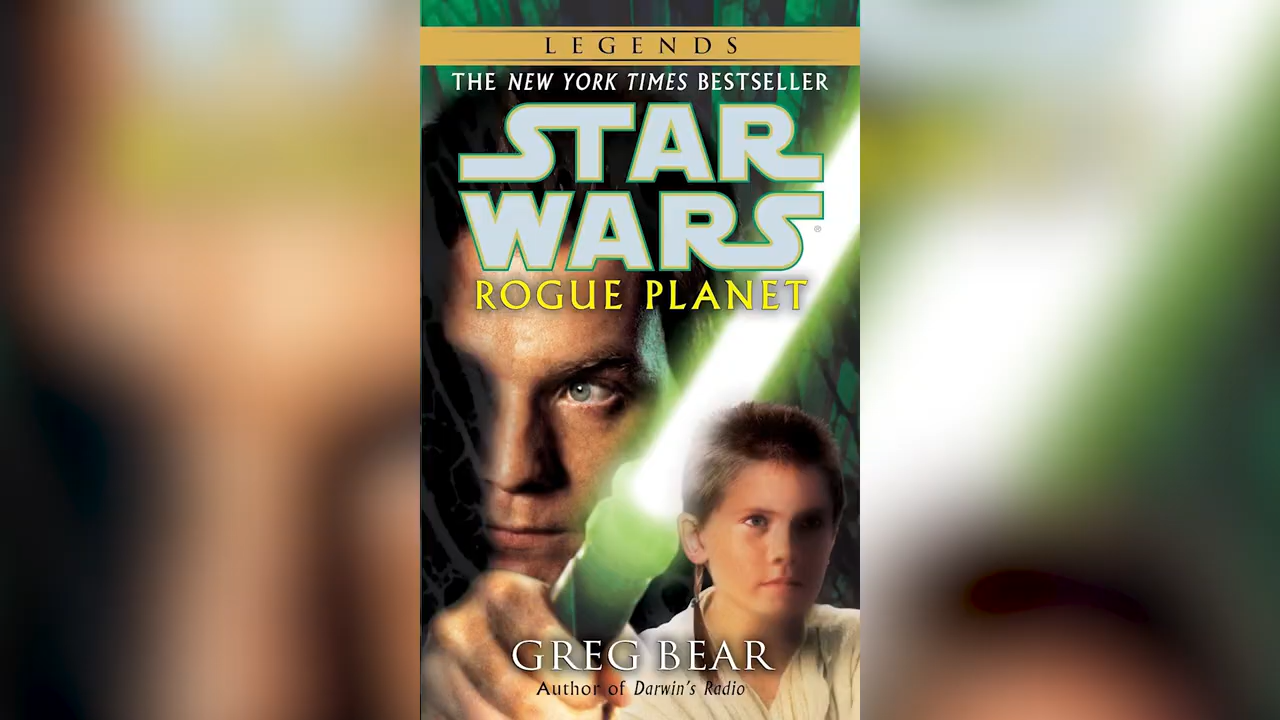 LEGENDS
THE NEW YORK TIMES BESTSELLER
STAR
WARS®
ROGUE PLANET
GREG BEAR
Author of Darwin's Radio